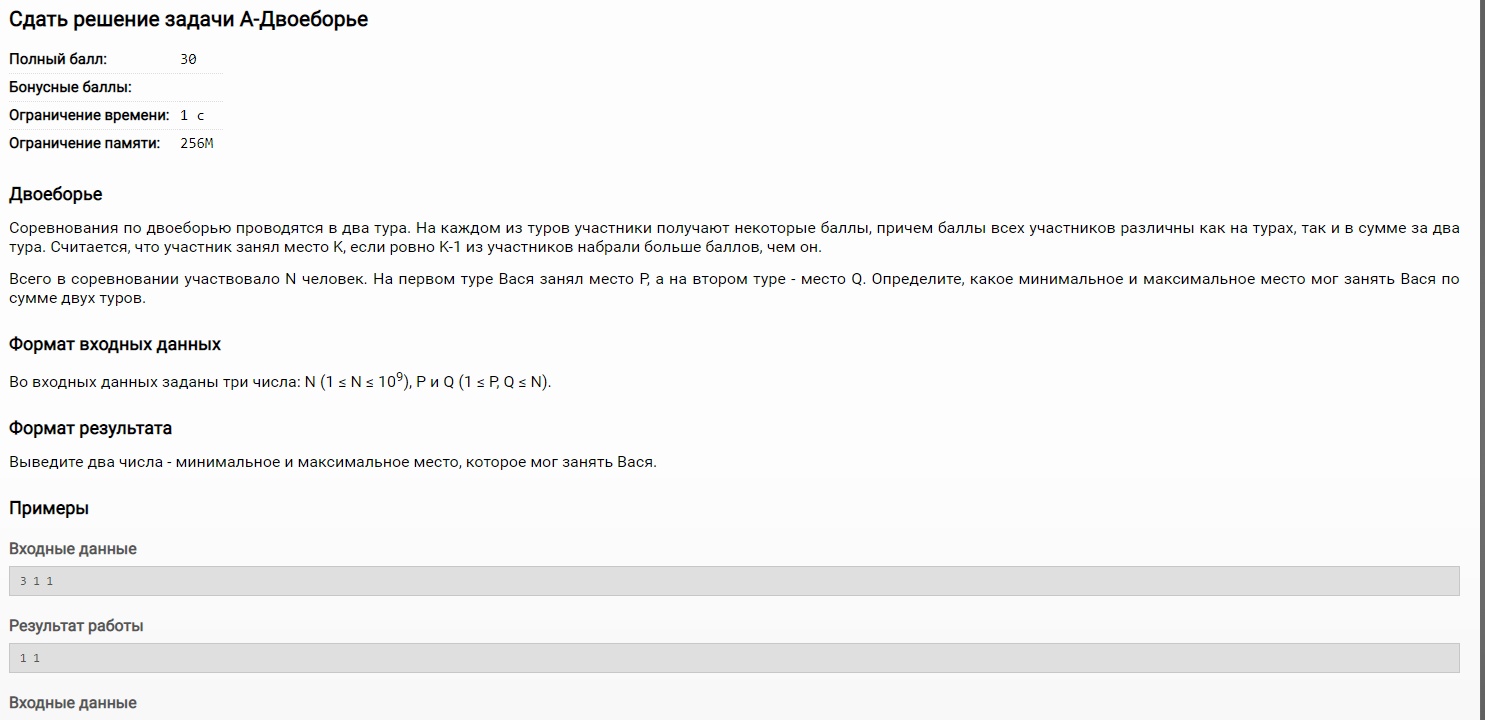 Сдать решение задачи A-Двоеборье
Полный балл: 30
Бонусные баллы:
Ограничение времени: 1 с
Ограничение памяти: 256M
Двоеборье
Соревнования по двоеборью проводятся в два тура. На каждом из туров участники получают некоторые баллы, причем баллы всех участников различны как на турах, так и в сумме за два
тура. Считается, что участник занял место K, если ровно K-1 из участников набрали больше баллов, чем он.
Всего в соревновании участвовало N человек. На первом туре Вася занял место P, а на втором туре - место Q. Определите, какое минимальное и максимальное место мог занять Вася по
сумме двух туров.
Формат входных данных
Во входных данных заданы три числа: N (1 ≤ N ≤ 10⁹), P и Q (1 ≤ P, Q ≤ N).
Формат результата
Выведите два числа - минимальное и максимальное место, которое мог занять Вася.
Примеры
Входные данные
3 1 1
Результат работы
1 1
Входные данные